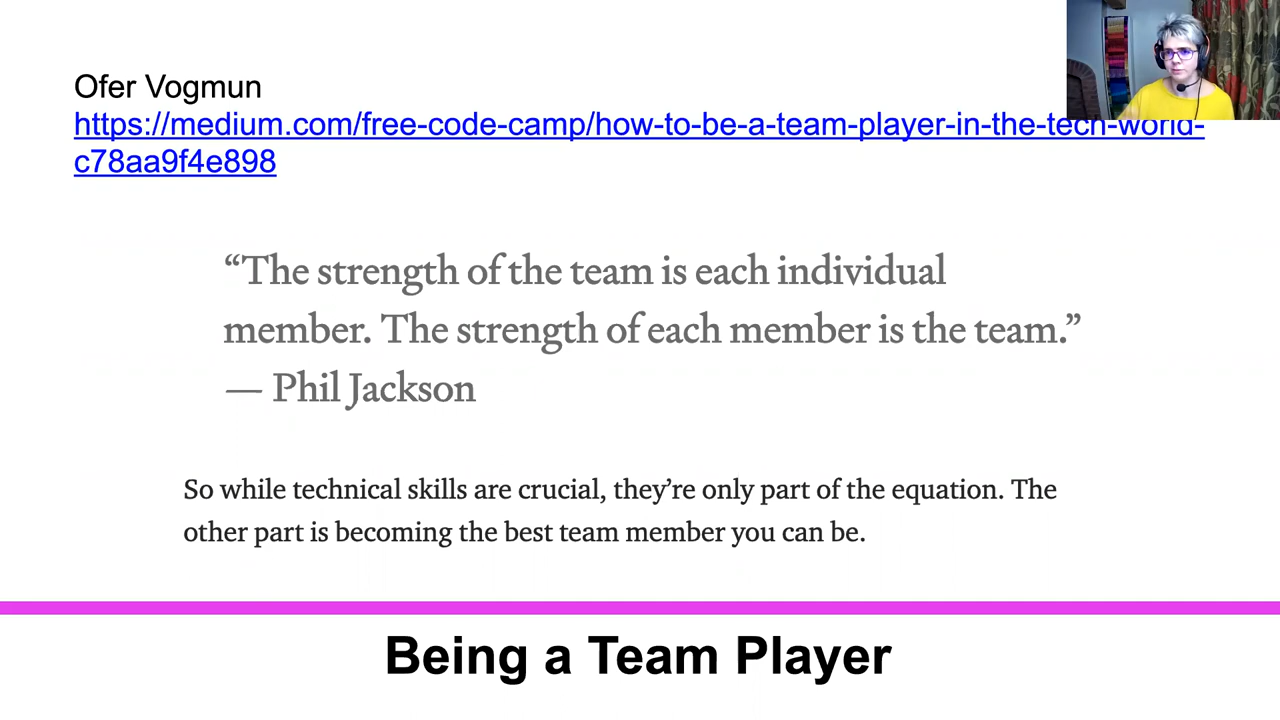 Ofer Vogmun
https://medium.com/free-code-camp/how-to-be-a-team-player-in-the-tech-world-
c78aa9f4e898
“The strength of the team is each individual
member. The strength of each member is the team.”
— Phil Jackson
So while technical skills are crucial, they’re only part of the equation. The
other part is becoming the best team member you can be.
Being a Team Player